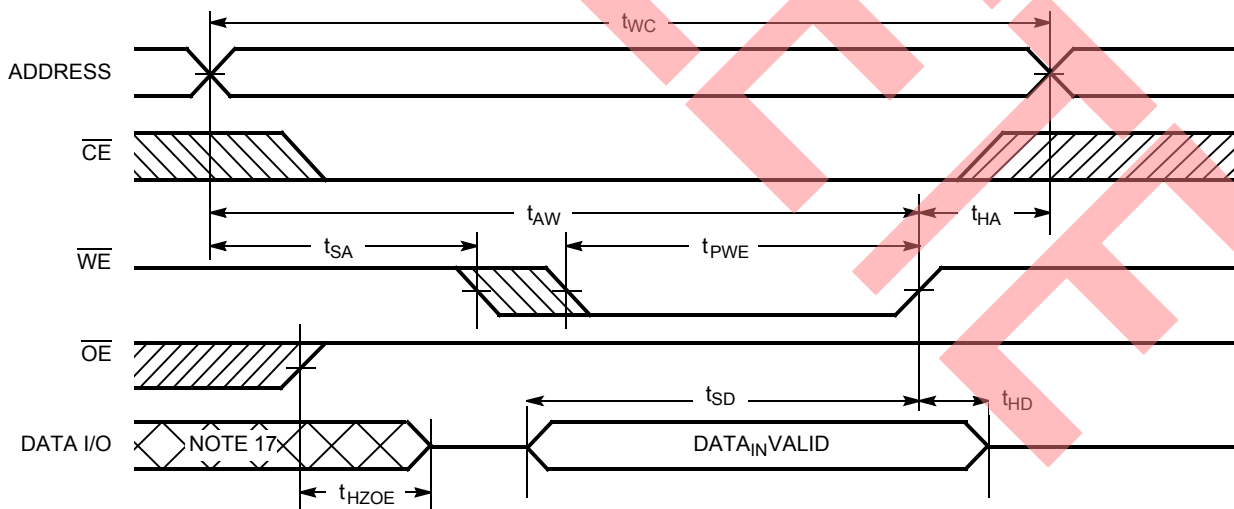 tWC
ADDRESS
CE
tAW
tHA
tSA
tPWE
WE
OE
tSD
tHD
DATA I/O
NOTE 17
DATAINVALID
tHZOE